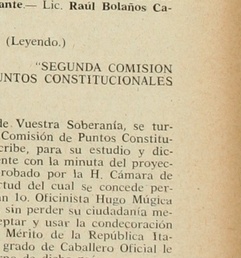 ante.— Lic. Raúl Bolaños Ca-
(Leyendo.)
"SEGUNDA COMISION
UNTOS CONSTITUCIONALES
de Vuestra Soberanía, se tur-
Comisión de Puntos Constitu-
cribe, para su estudio y dic-
ente con la minuta del proyec-
robado por la H. Cámara de
rtud del cual se concede per-
an 1o. Oficinista Hugo Múgica
sin perder su ciudadanía me-
eptar y usar la condecoración
Mérito de la República Ita-
grado de Caballero Oficial le